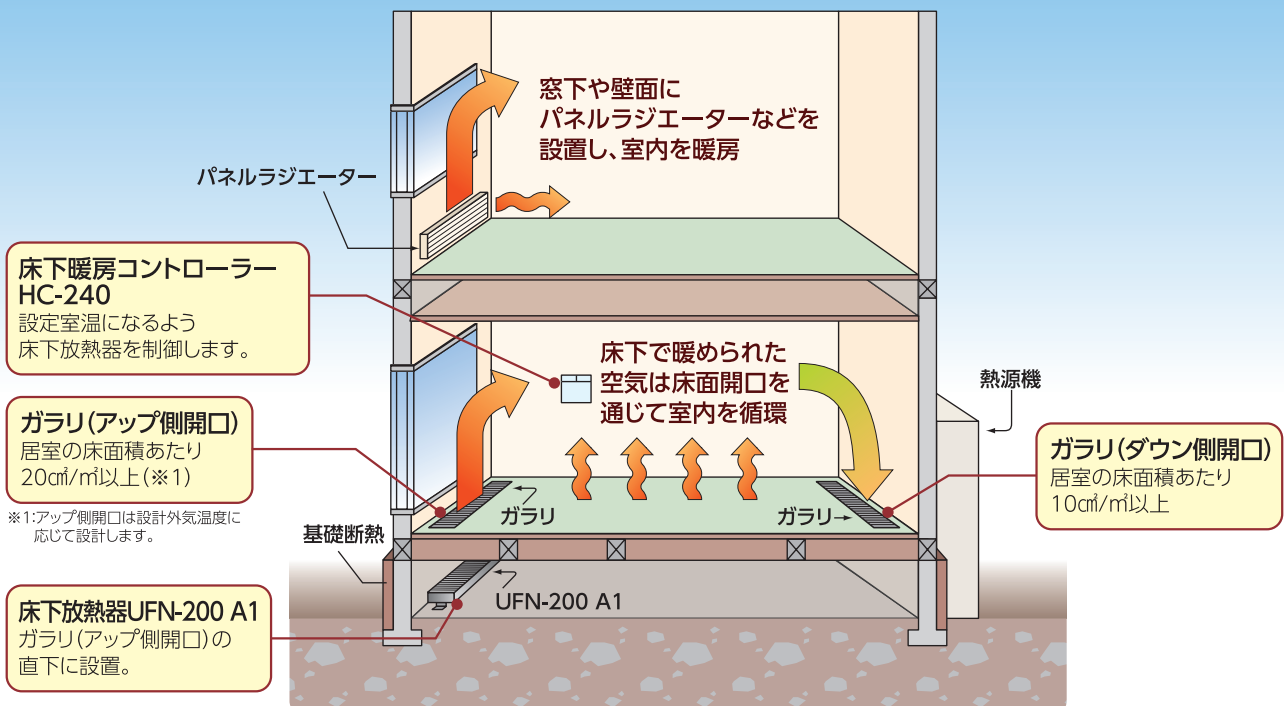 窓下や壁面に
パネルラジエーターなどを
設置し、室内を暖房
パネルラジエーター
床下暖房コントローラー
HC-240
設定室温になるよう
床下放熱器を制御します。
床下で暖められた
空気は床面開口を
通じて室内を循環
熱源機
ガラリ(アップ側開口)
居室の床面積あたり
20㎠/㎡以上(※1)
※1:アップ側開口は設計外気温度に
応じて設計します。
ガラリ(ダウン側開口)
居室の床面積あたり
10㎠/㎡以上
ガラリ
ガラリ
基礎断熱
UFN-200 A1
床下放熱器UFN-200 A1
ガラリ(アップ側開口)の
直下に設置。